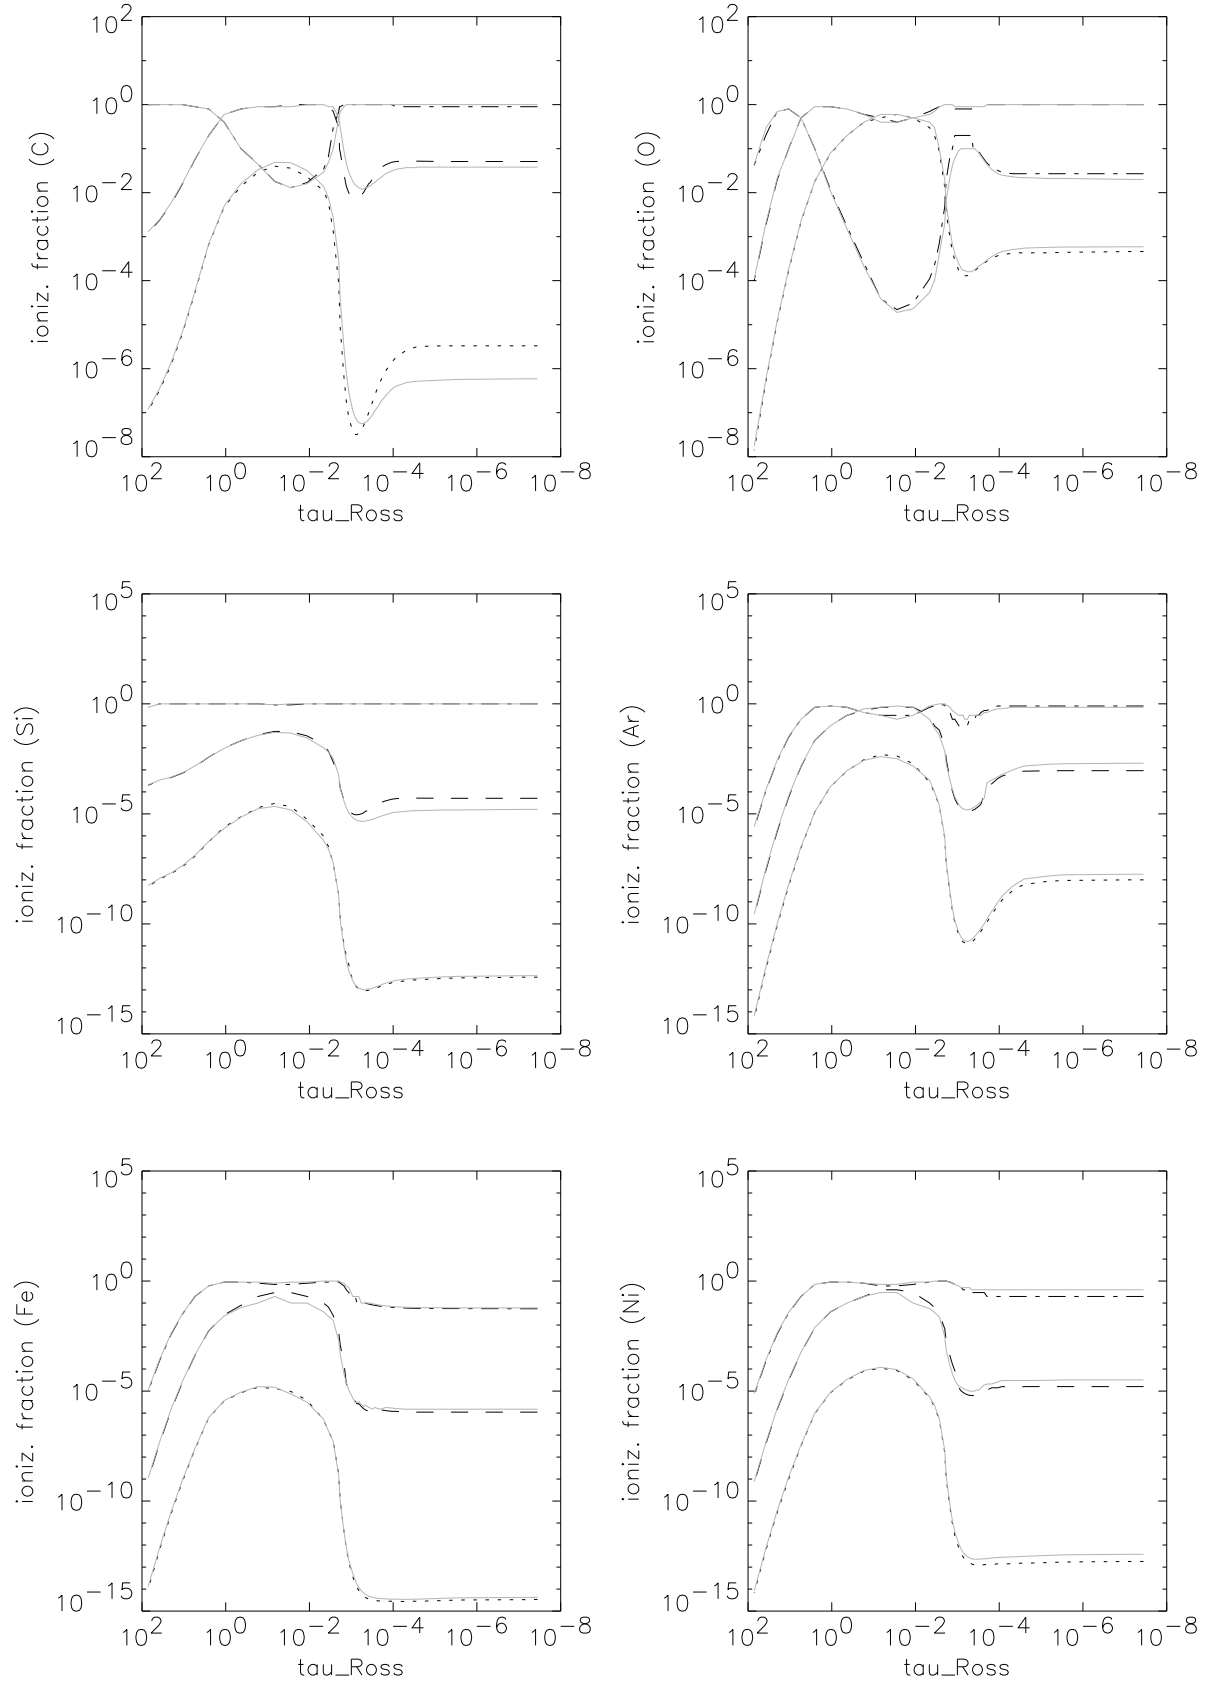 10^2 10^2
10^0 10^0
10^-2 10^-2
10^-4 10^-4
10^-6 10^-6
10^-8 10^-8
ioniz. fraction (C) ioniz. fraction (O)
10^2 10^0 10^-2 10^-4 10^-6 10^-8 10^2 10^0 10^-2 10^-4 10^-6 10^-8
tau_Ross tau_Ross
10^5 10^5
10^0 10^0
10^-5 10^-5
10^-10 10^-10
10^-15 10^-15
ioniz. fraction (Si) ioniz. fraction (Ar)
10^2 10^0 10^-2 10^-4 10^-6 10^-8 10^2 10^0 10^-2 10^-4 10^-6 10^-8
tau_Ross tau_Ross
10^5 10^5
10^0 10^0
10^-5 10^-5
10^-10 10^-10
10^-15 10^-15
ioniz. fraction (Fe) ioniz. fraction (Ni)
10^2 10^0 10^-2 10^-4 10^-6 10^-8 10^2 10^0 10^-2 10^-4 10^-6 10^-8
tau_Ross tau_Ross